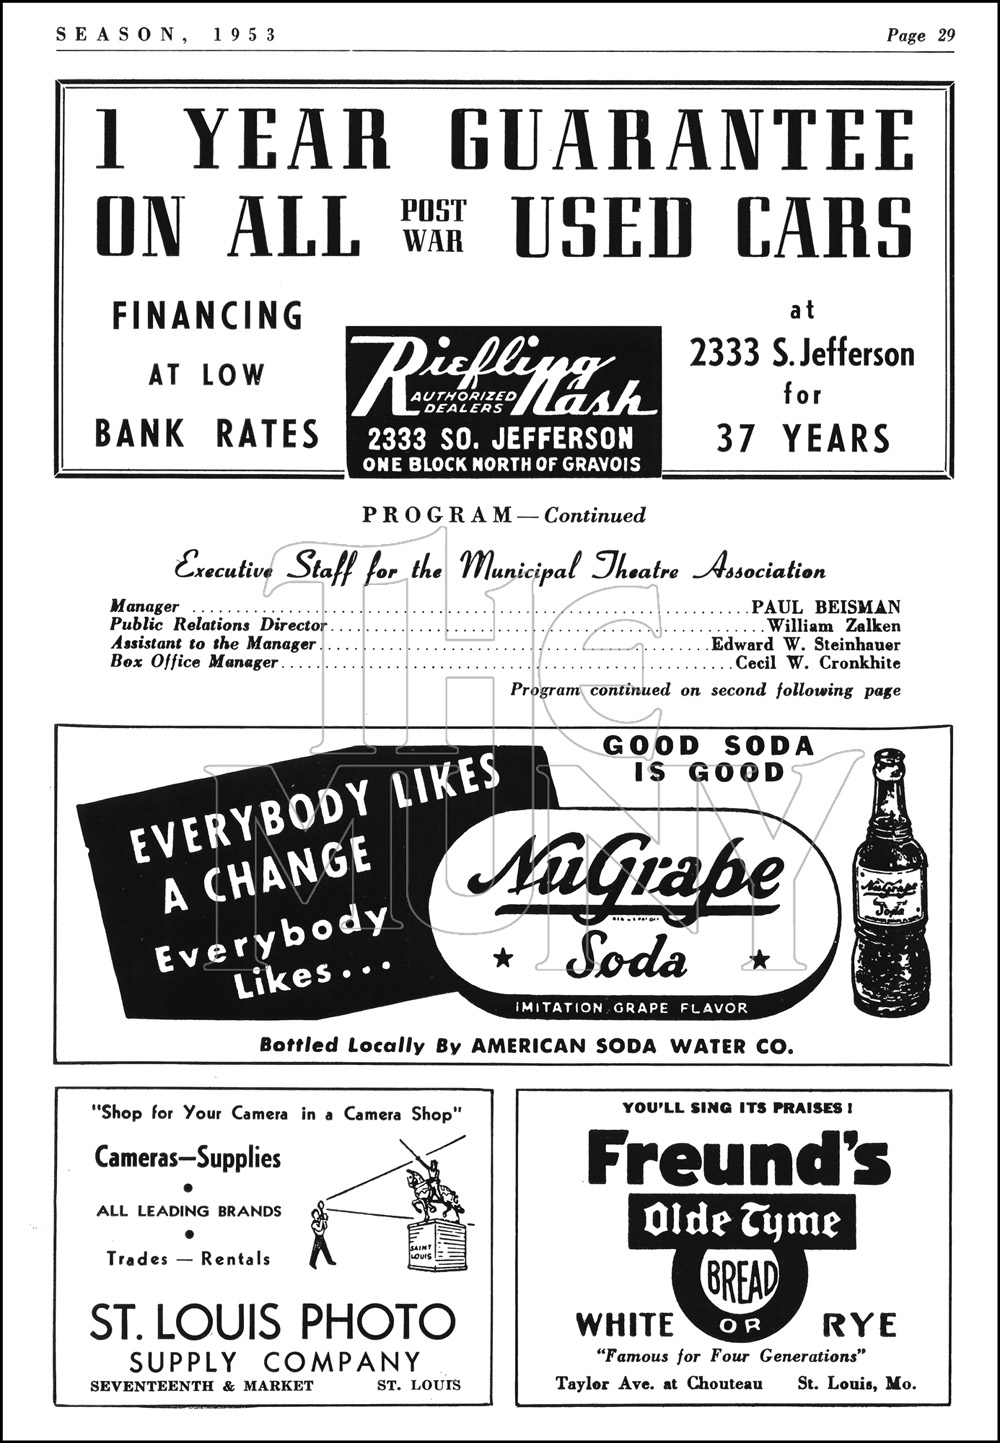 SEASON, 1953
Page 29
1 YEAR GUARANTEE
ON ALL POST WAR USED CARS
FINANCING
AT LOW
BANK RATES
Riefling
AUTHORIZED
DEALERS
Nash
2333 SO. JEFFERSON
ONE BLOCK NORTH OF GRAVOIS
at
2333 S. Jefferson
for
37 YEARS
PROGRAM—Continued
Executive Staff for the Municipal Theatre Association
Manager ........ PAUL BEISMAN
Public Relations Director ........ William Zalken
Assistant to the Manager ........ Edward W. Steinhauer
Box Office Manager ........ Cecil W. Cronkhite
Program continued on second following page
THE
MUNY
EVERYBODY LIKES
A CHANGE
Everybody
Likes...
GOOD SODA
IS GOOD
NuGrape
Soda
IMITATION GRAPE FLAVOR
NuGrape
Soda
Bottled Locally By AMERICAN SODA WATER CO.
"Shop for Your Camera in a Camera Shop"
Cameras—Supplies
•
ALL LEADING BRANDS
•
Trades — Rentals
SAINT
LOUIS
ST. LOUIS PHOTO
SUPPLY COMPANY
SEVENTEENTH & MARKET ST. LOUIS
YOU'LL SING ITS PRAISES!
Freund's
Olde Tyme
BREAD
WHITE OR RYE
"Famous for Four Generations"
Taylor Ave. at Chouteau St. Louis, Mo.